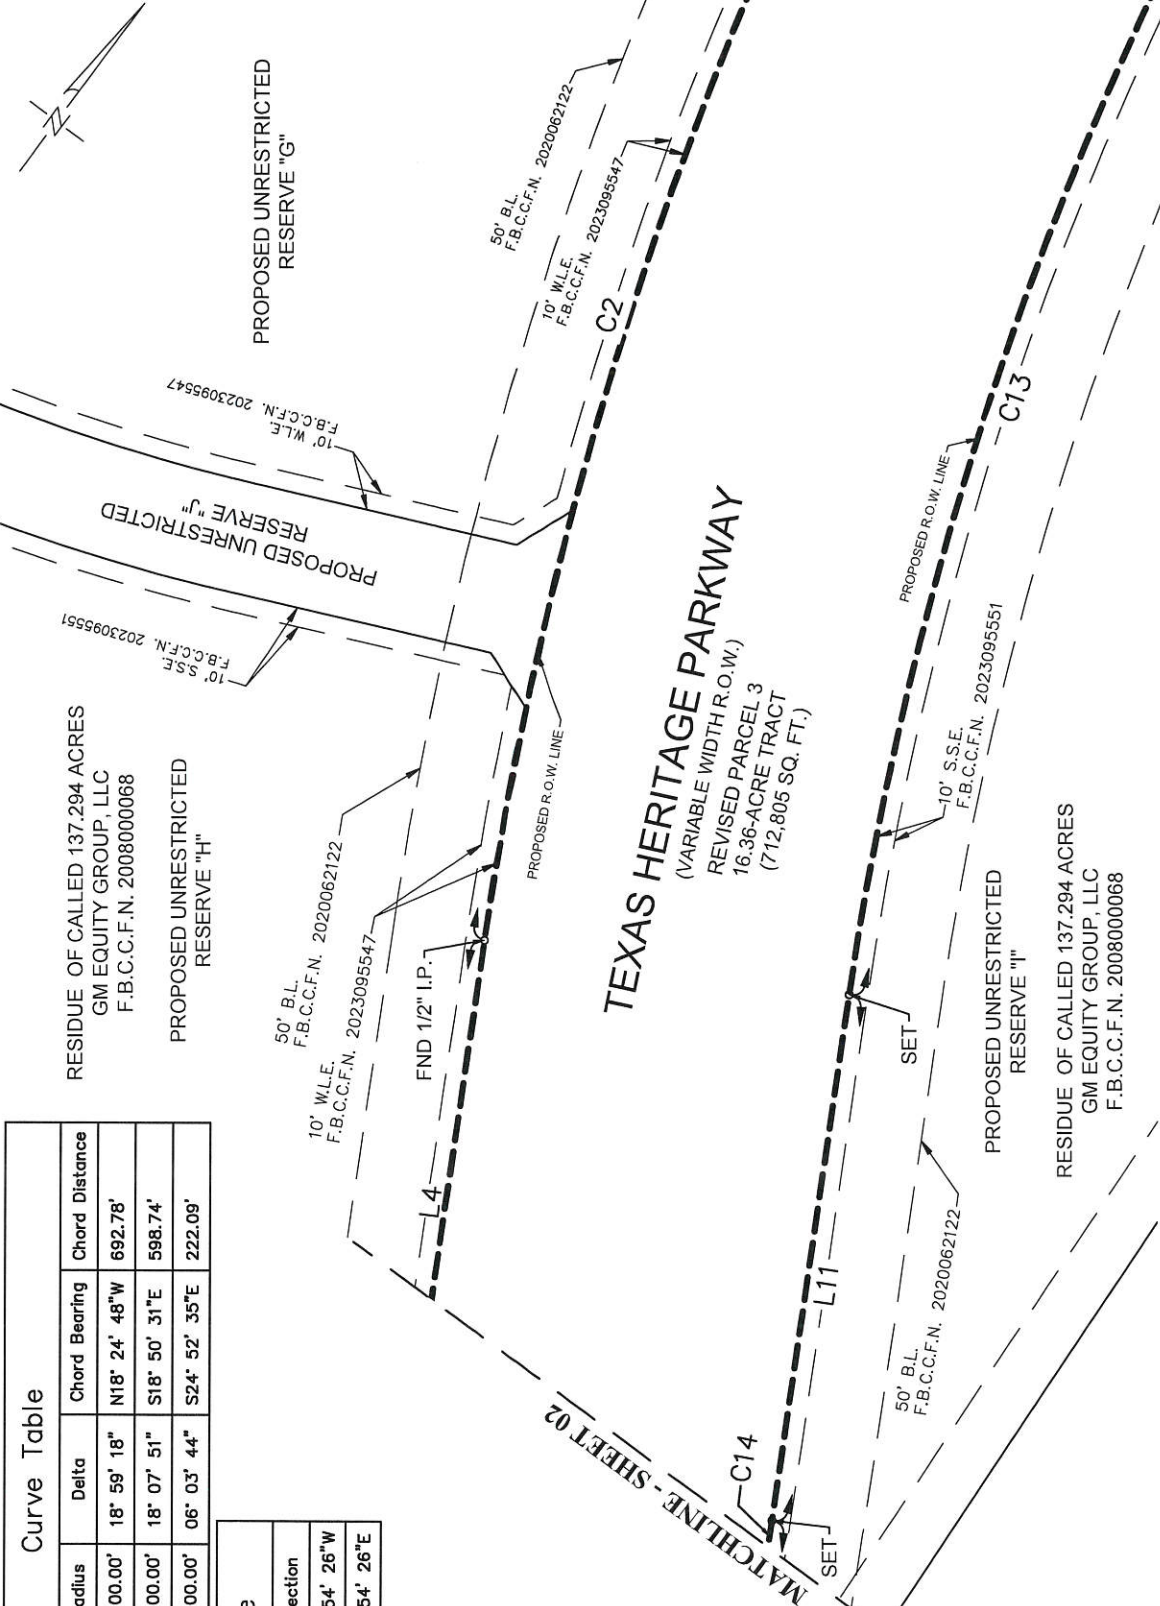 PROPOSED UNRESTRICTED
RESERVE "G"
50' B.L.
F.B.C.C.F.N. 2020062122
10' W.L.E.
F.B.C.C.F.N. 2023095547
C2
10' W.L.E.
F.B.C.C.F.N. 2023095547
PROPOSED UNRESTRICTED
RESERVE "J"
10' S.S.E.
F.B.C.C.F.N. 2023095551
C13
PROPOSED R.O.W. LINE
RESIDUE OF CALLED 137.294 ACRES
GM EQUITY GROUP, LLC
F.B.C.C.F.N. 2008000068
PROPOSED UNRESTRICTED
RESERVE "H"
PROPOSED R.O.W. LINE
TEXAS HERITAGE PARKWAY
(VARIABLE WIDTH R.O.W.)
REVISED PARCEL 3
16.36-ACRE TRACT
(712,805 SQ. FT.)
10' S.S.E.
F.B.C.C.F.N. 2023095551
50' B.L.
F.B.C.C.F.N. 2020062122
10' W.L.E.
F.B.C.C.F.N. 2023095547
FND 1/2" I.P.
SET
PROPOSED UNRESTRICTED
RESERVE "I"
RESIDUE OF CALLED 137.294 ACRES
GM EQUITY GROUP, LLC
F.B.C.C.F.N. 2008000068
L4
L11
50' B.L.
F.B.C.C.F.N. 2020062122
C14
SET
MATCHLINE - SHEET 02
Curve Table
adius Delta Chord Bearing Chord Distance
00.00' 18° 59' 18" N18° 24' 48"W 692.78'
00.00' 18° 07' 51" S18° 50' 31"E 598.74'
00.00' 06° 03' 44" S24° 52' 35"E 222.09'
ection
54' 26"W
54' 26"E